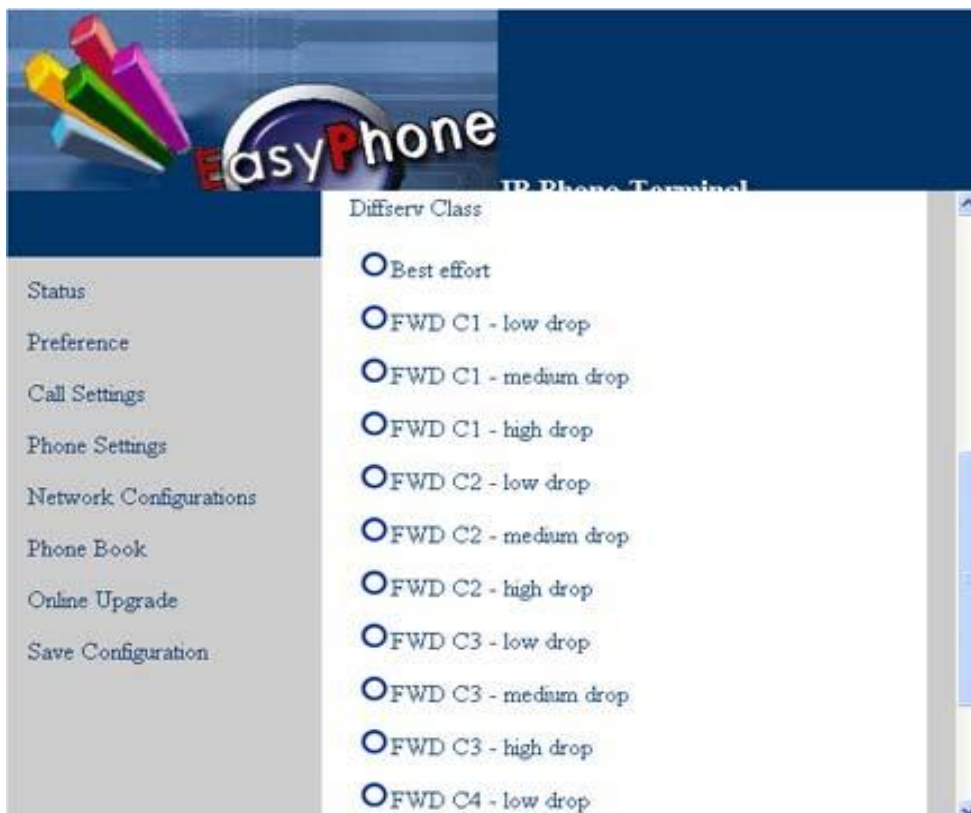 EasyPhone
IP Phone Terminal
Diffserv Class
Best effort
FWD C1 - low drop
FWD C1 - medium drop
FWD C1 - high drop
FWD C2 - low drop
FWD C2 - medium drop
FWD C2 - high drop
FWD C3 - low drop
FWD C3 - medium drop
FWD C3 - high drop
FWD C4 - low drop
Status
Preference
Call Settings
Phone Settings
Network Configurations
Phone Book
Online Upgrade
Save Configuration